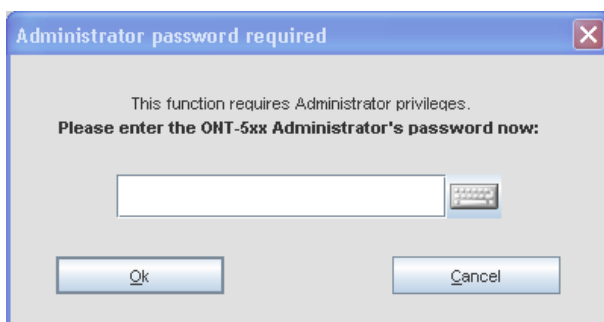 Administrator password required
This function requires Administrator privileges.
Please enter the ONT-5xx Administrator's password now:
Ok
Cancel